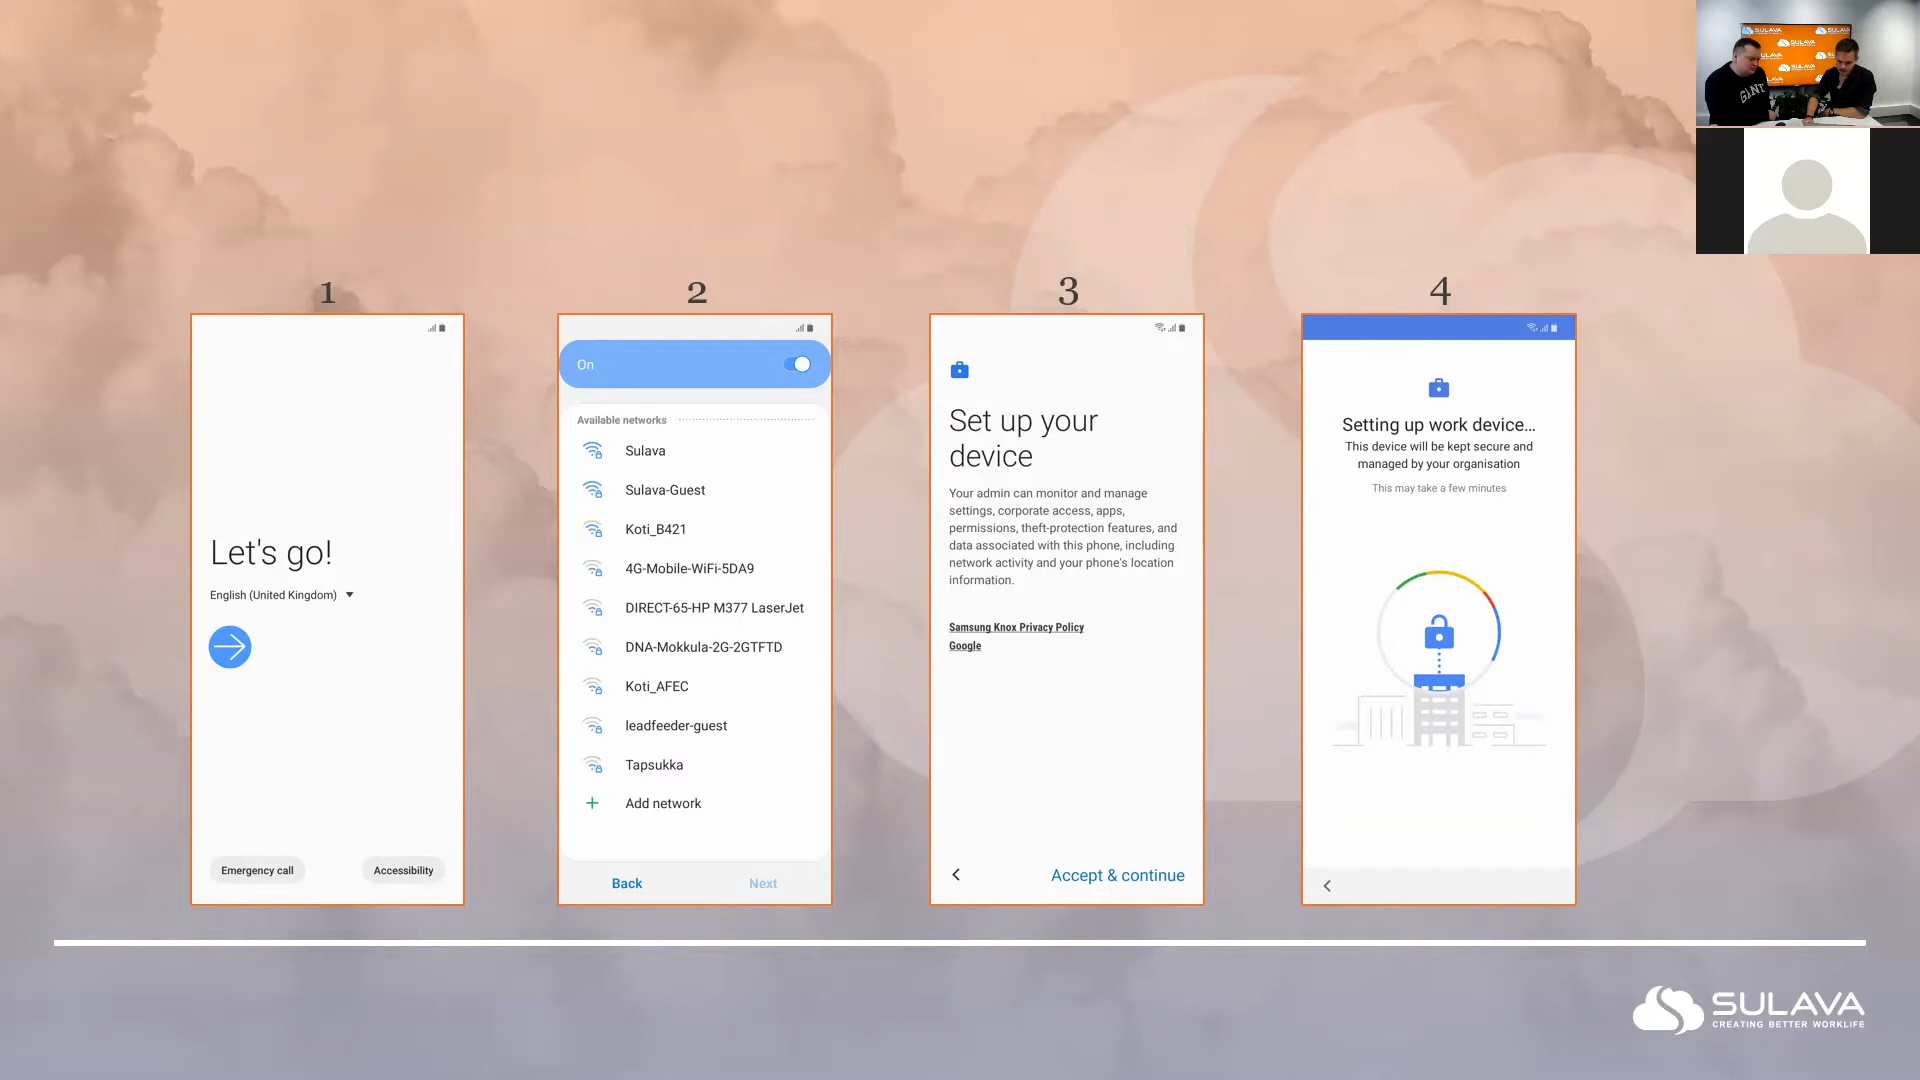 SULAVA
SULAVA
SULAVA
SULAVA
GANT
1
2
3
4
Let's go!
English (United Kingdom)
Emergency call
Accessibility
On
Available networks
Sulava
Sulava-Guest
Koti_B421
4G-Mobile-WiFi-5DA9
DIRECT-65-HP M377 LaserJet
DNA-Mokkula-2G-2GTFTD
Koti_AFEC
leadfeeder-guest
Tapsukka
Add network
Back
Next
Set up your
device
Your admin can monitor and manage
settings, corporate access, apps,
permissions, theft-protection features, and
data associated with this phone, including
network activity and your phone's location
information.
Samsung Knox Privacy Policy
Google
Accept & continue
Setting up work device...
This device will be kept secure and
managed by your organisation
This may take a few minutes
SULAVA
CREATING BETTER WORKLIFE